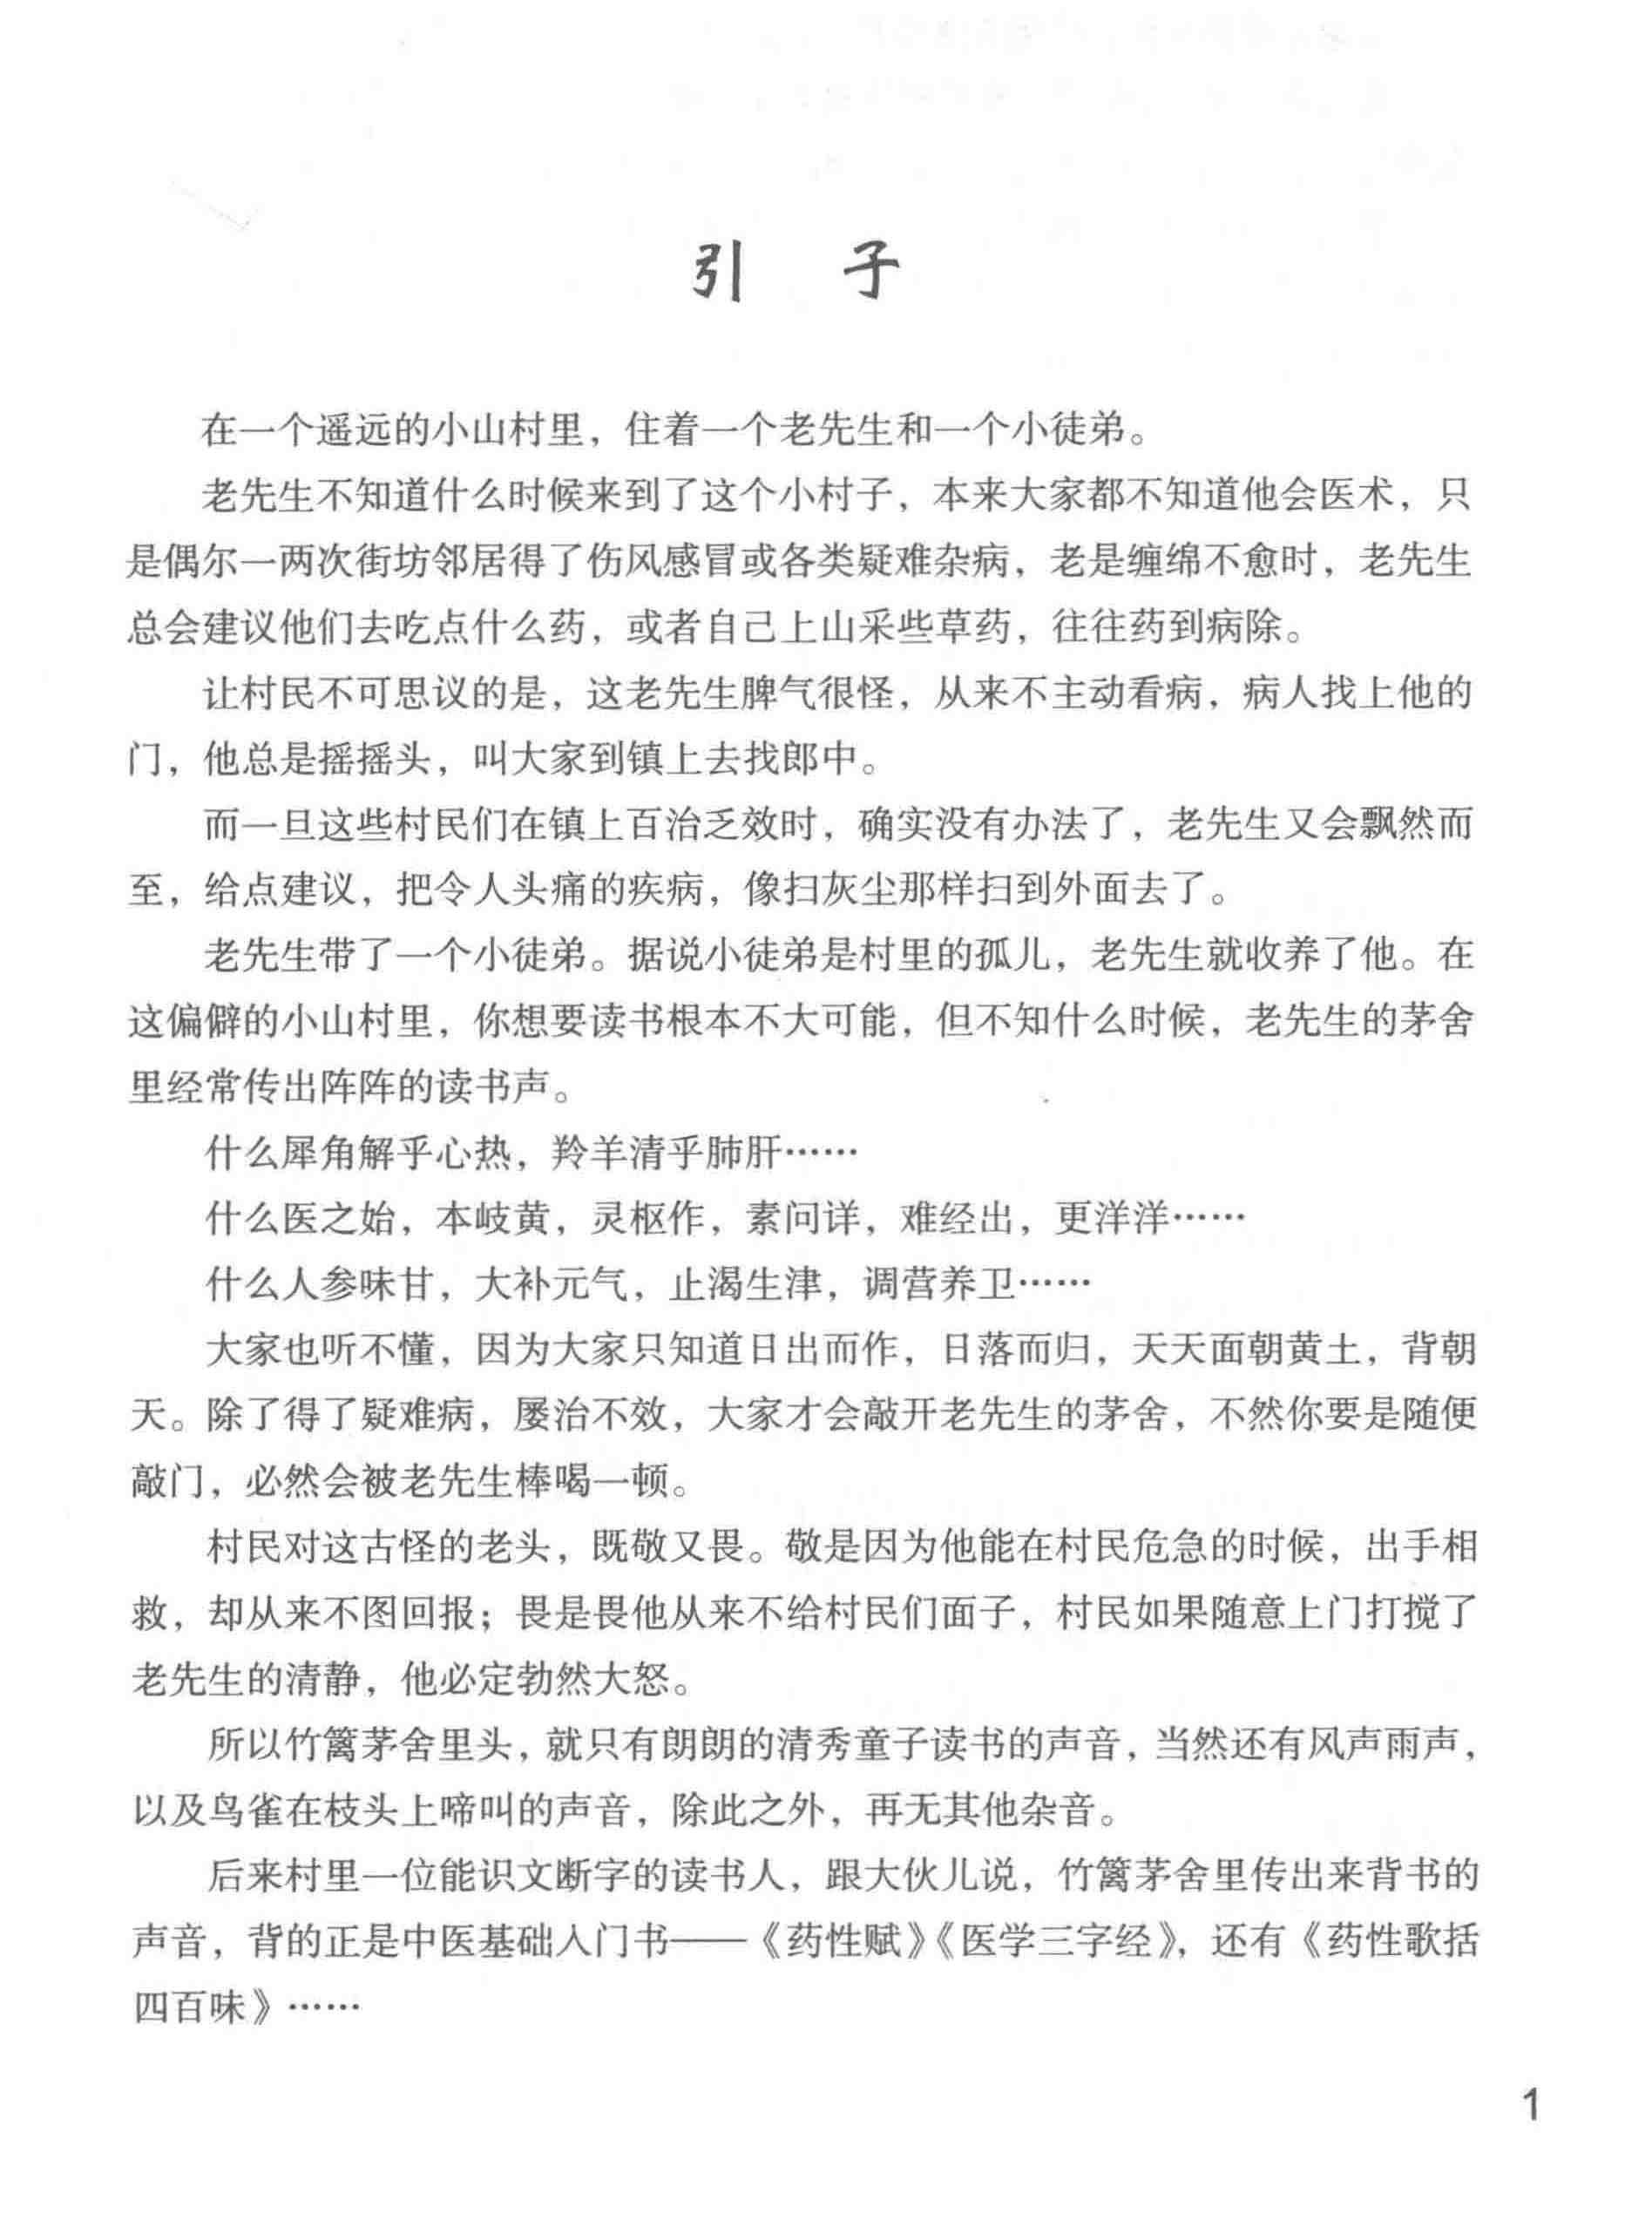 引 子
在一个遥远的小山村里，住着一个老先生和一个小徒弟。
老先生不知道什么时候来到了这个小村子，本来大家都不知道他会医术，只
是偶尔一两次街坊邻居得了伤风感冒或各类疑难杂病，老是缠绵不愈时，老先生
总会建议他们去吃点什么药，或者自己上山采些草药，往往药到病除。
让村民不可思议的是，这老先生脾气很怪，从来不主动看病，病人找上他的
门，他总是摇摇头，叫大家到镇上去找郎中。
而一旦这些村民们在镇上百治乏效时，确实没有办法了，老先生又会飘然而
至，给点建议，把令人头痛的疾病，像扫灰尘那样扫到外面去了。
老先生带了一个小徒弟。据说小徒弟是村里的孤儿，老先生就收养了他。在
这偏僻的小山村里，你想要读书根本不大可能，但不知什么时候，老先生的茅舍
里经常传出阵阵的读书声。
什么犀角解乎心热，羚羊清乎肺肝……
什么医之始，本岐黄，灵枢作，素问详，难经出，更洋洋……
什么人参味甘，大补元气，止渴生津，调营养卫……
大家也听不懂，因为大家只知道日出而作，日落而归，天天面朝黄土，背朝
天。除了得了疑难病，屡治不效，大家才会敲开老先生的茅舍，不然你要是随便
敲门，必然会被老先生棒喝一顿。
村民对这古怪的老头，既敬又畏。敬是因为他能在村民危急的时候，出手相
救，却从来不图回报；畏是畏他从来不给村民们面子，村民如果随意上门打搅了
老先生的清静，他必定勃然大怒。
所以竹篱茅舍里头，就只有朗朗的清秀童子读书的声音，当然还有风声雨声，
以及鸟雀在枝头上啼叫的声音，除此之外，再无其他杂音。
后来村里一位能识文断字的读书人，跟大伙儿说，竹篱茅舍里传出来背书的
声音，背的正是中医基础入门书——《药性赋》《医学三字经》，还有《药性歌括
四百味》……
1